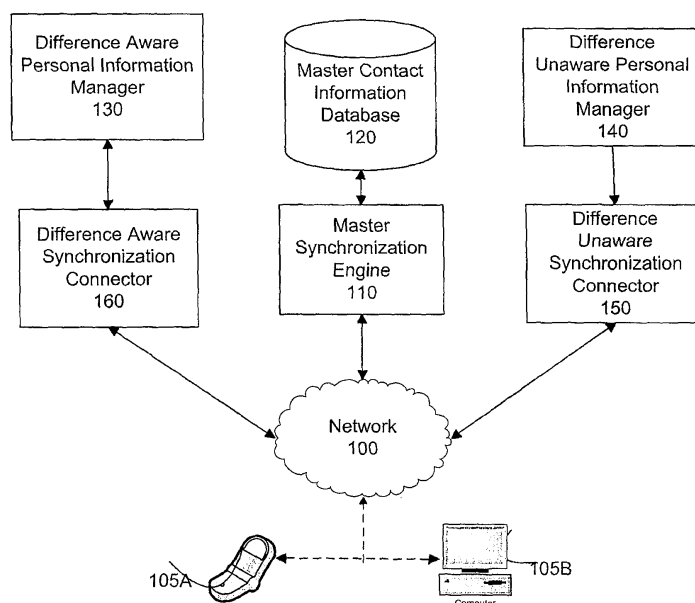 Difference Aware
Personal Information
Manager
130
Master Contact
Information
Database
120
Difference
Unaware Personal
Information
Manager
140
Difference Aware
Synchronization
Connector
160
Master
Synchronization
Engine
110
Difference
Unaware
Synchronization
Connector
150
Network
100
105A
105B
Computer